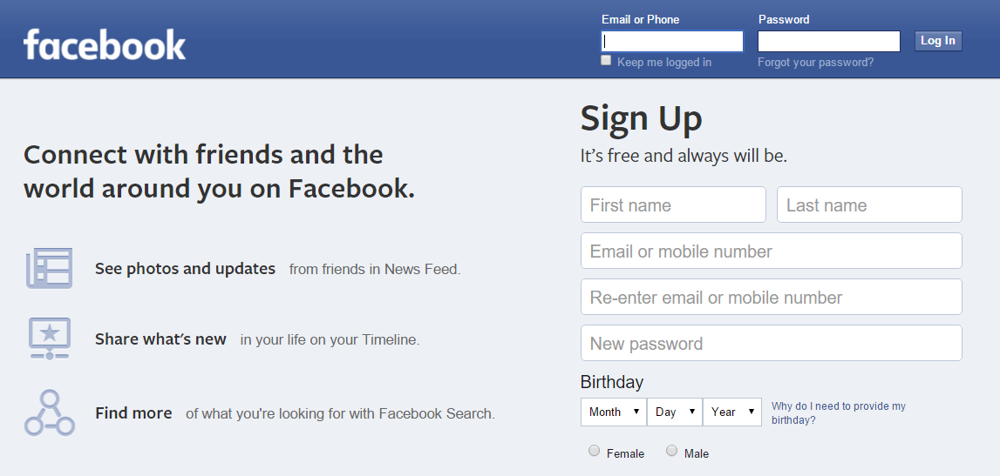 facebook
Email or Phone
Password
Log In
Keep me logged in
Forgot your password?
Connect with friends and the
world around you on Facebook.
See photos and updates from friends in News Feed.
Share what's new in your life on your Timeline.
Find more of what you're looking for with Facebook Search.
Sign Up
It's free and always will be.
First name
Last name
Email or mobile number
Re-enter email or mobile number
New password
Birthday
Month
Day
Year
Why do I need to provide my
birthday?
Female
Male